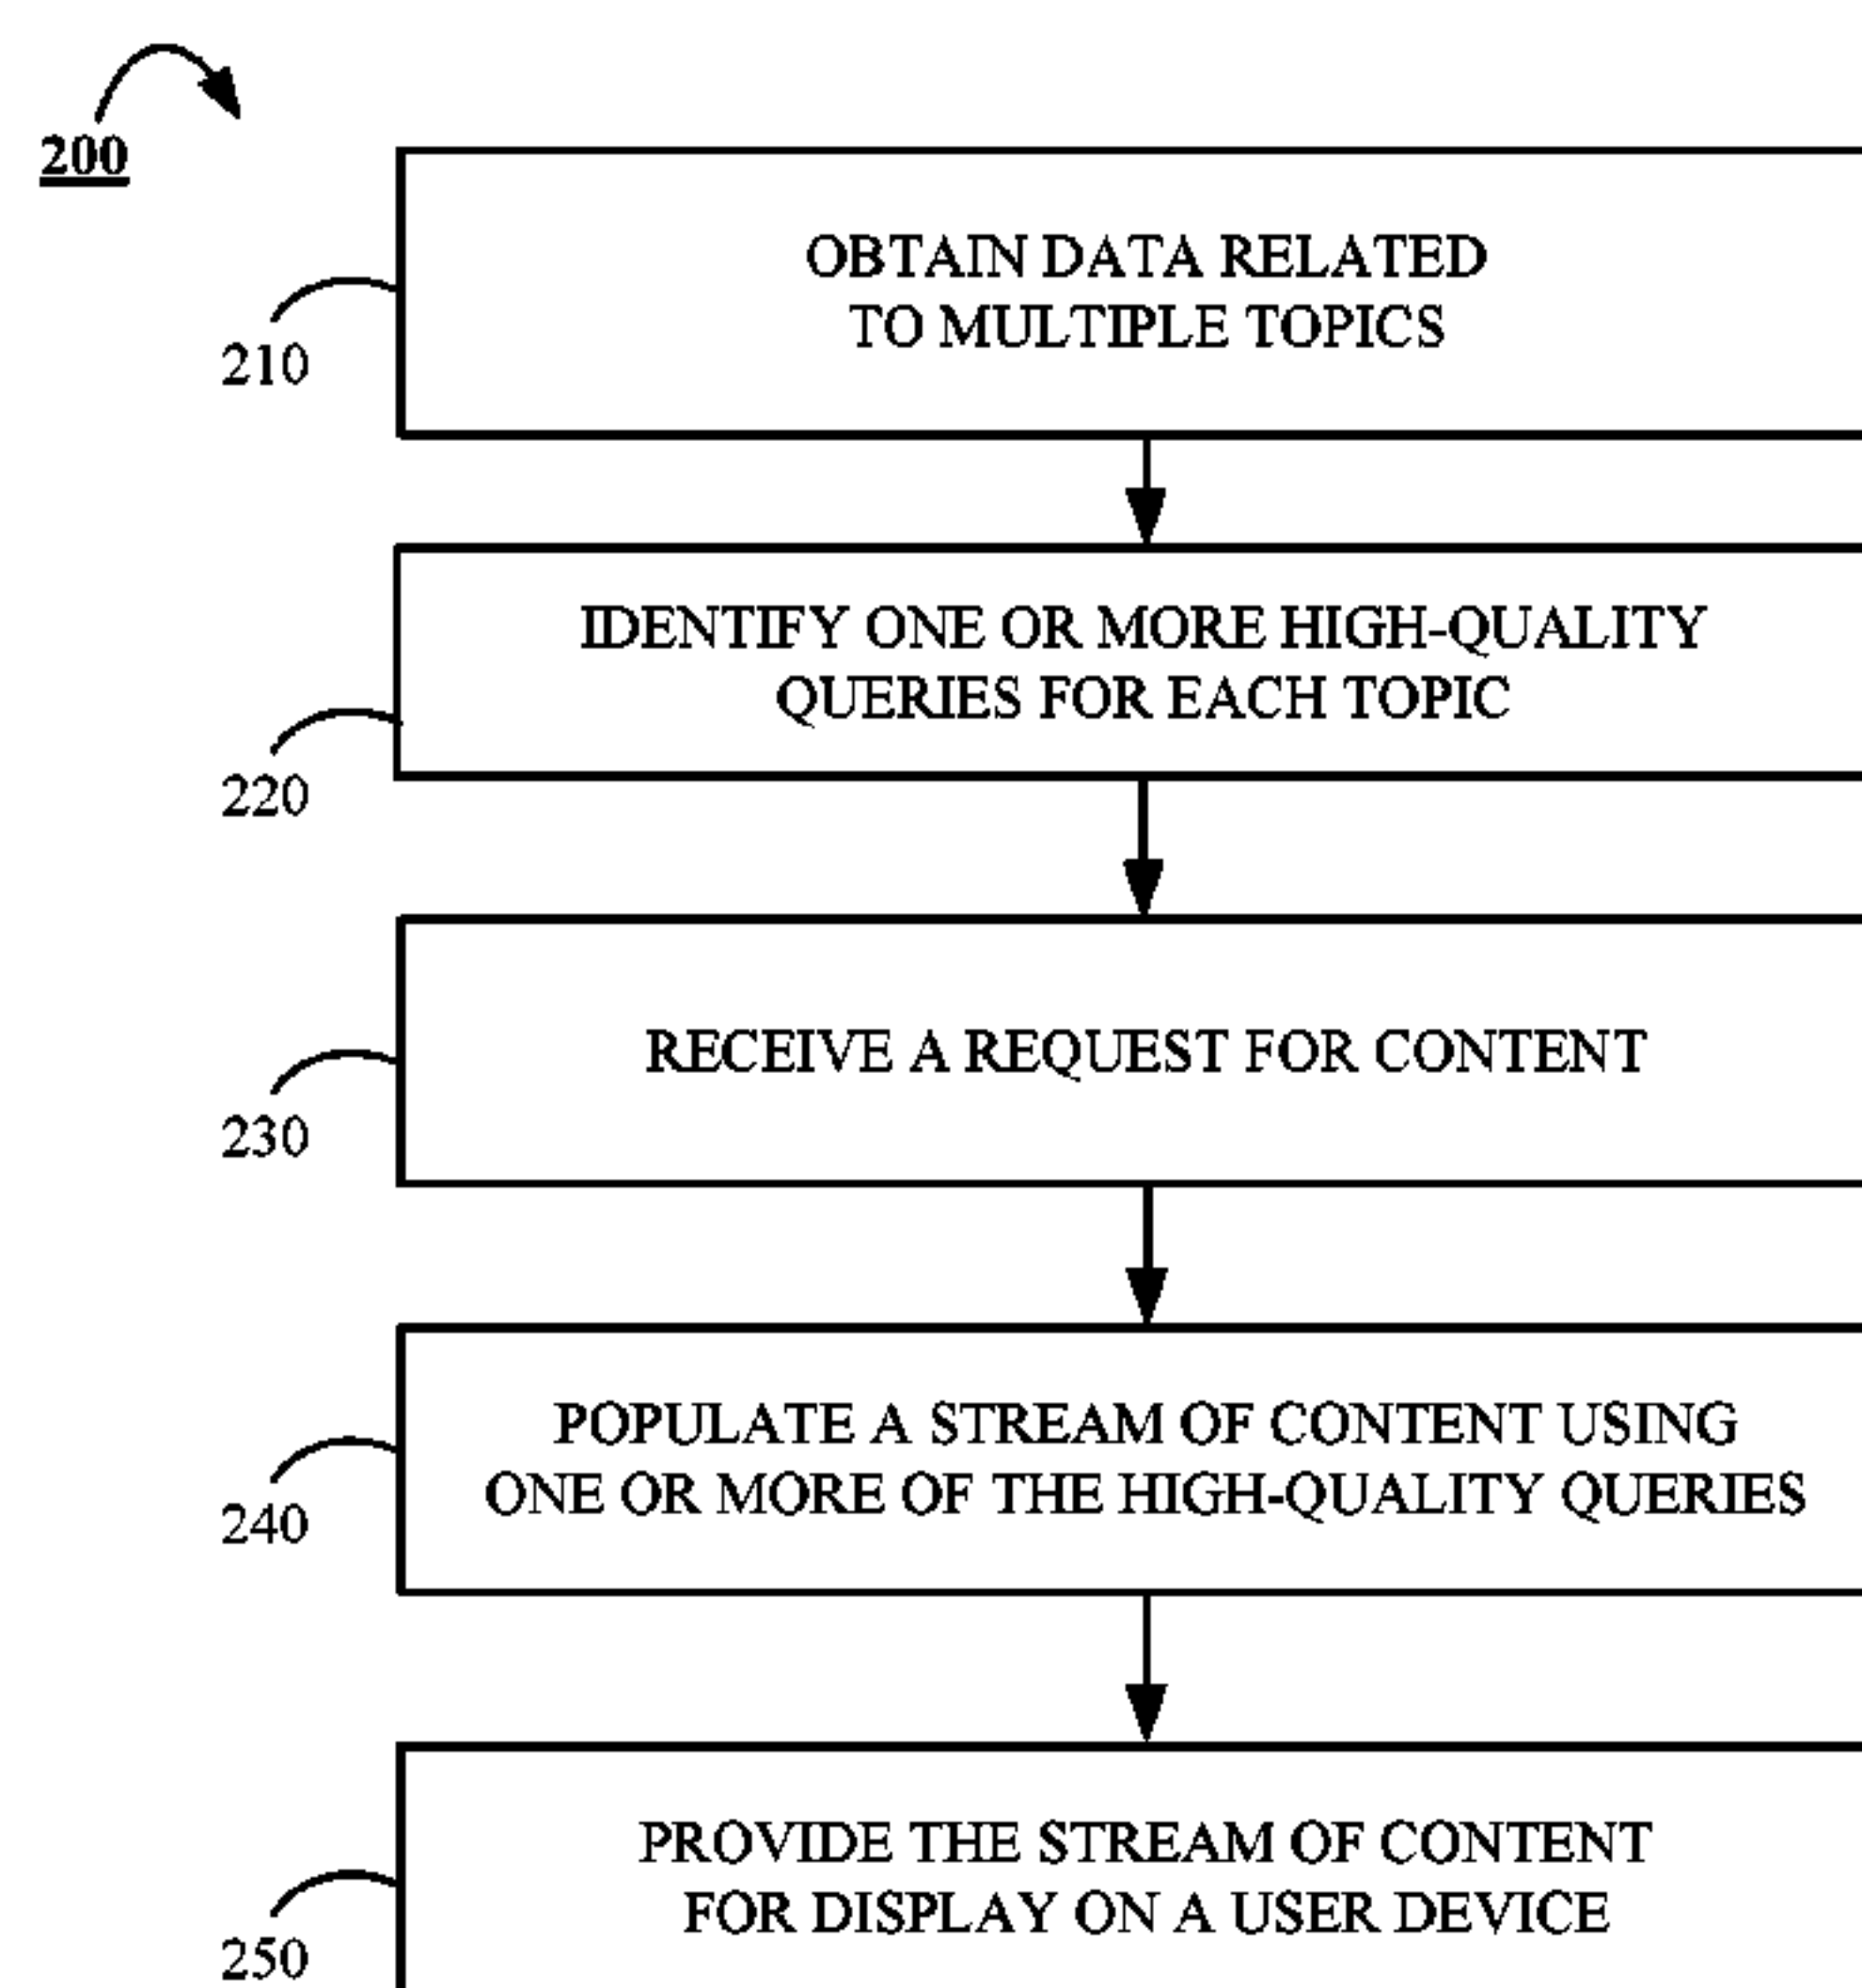 200
OBTAIN DATA RELATED
TO MULTIPLE TOPICS
210
IDENTIFY ONE OR MORE HIGH-QUALITY
QUERIES FOR EACH TOPIC
220
RECEIVE A REQUEST FOR CONTENT
230
POPULATE A STREAM OF CONTENT USING
ONE OR MORE OF THE HIGH-QUALITY QUERIES
240
PROVIDE THE STREAM OF CONTENT
FOR DISPLAY ON A USER DEVICE
250